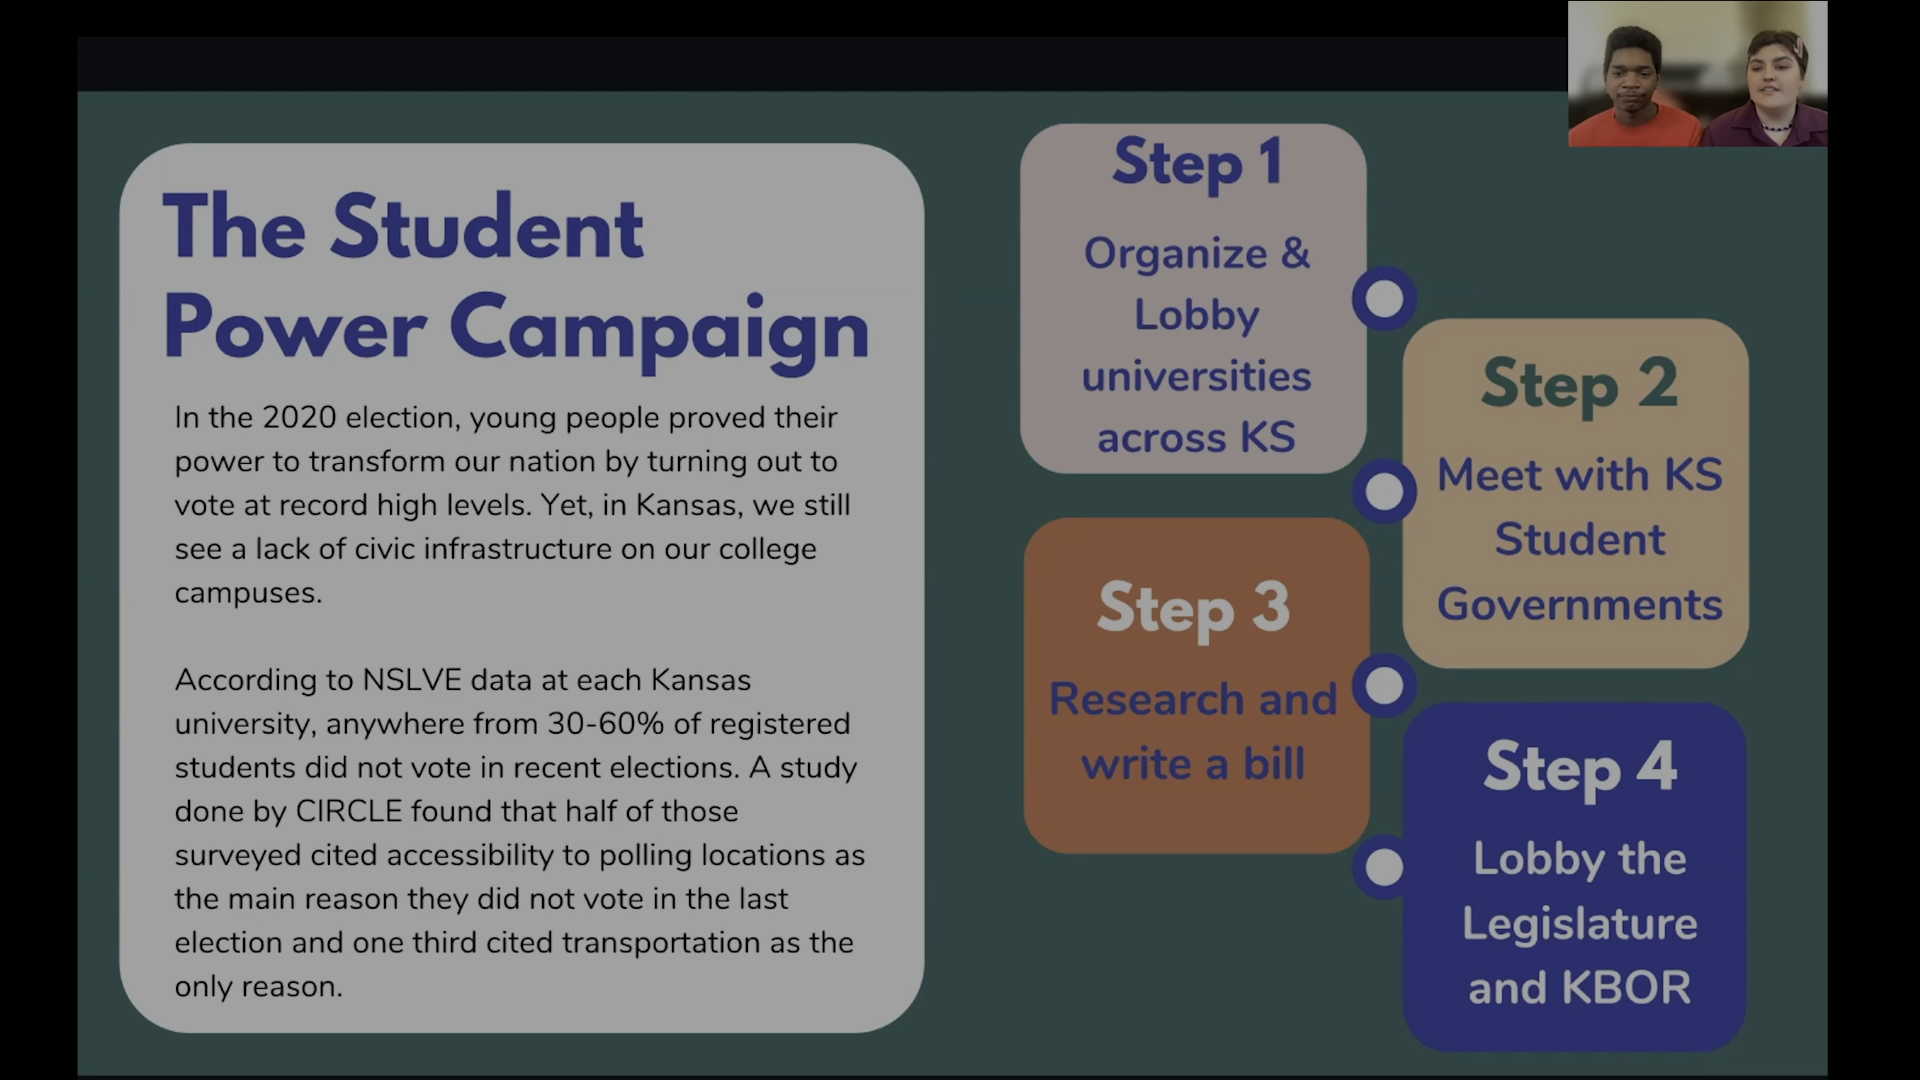 The Student
Power Campaign
In the 2020 election, young people proved their
power to transform our nation by turning out to
vote at record high levels. Yet, in Kansas, we still
see a lack of civic infrastructure on our college
campuses.
According to NSLVE data at each Kansas
university, anywhere from 30-60% of registered
students did not vote in recent elections. A study
done by CIRCLE found that half of those
surveyed cited accessibility to polling locations as
the main reason they did not vote in the last
election and one third cited transportation as the
only reason.
Step 1
Organize &
Lobby
universities
across KS
Step 2
Meet with KS
Student
Governments
Step 3
Research and
write a bill
Step 4
Lobby the
Legislature
and KBOR